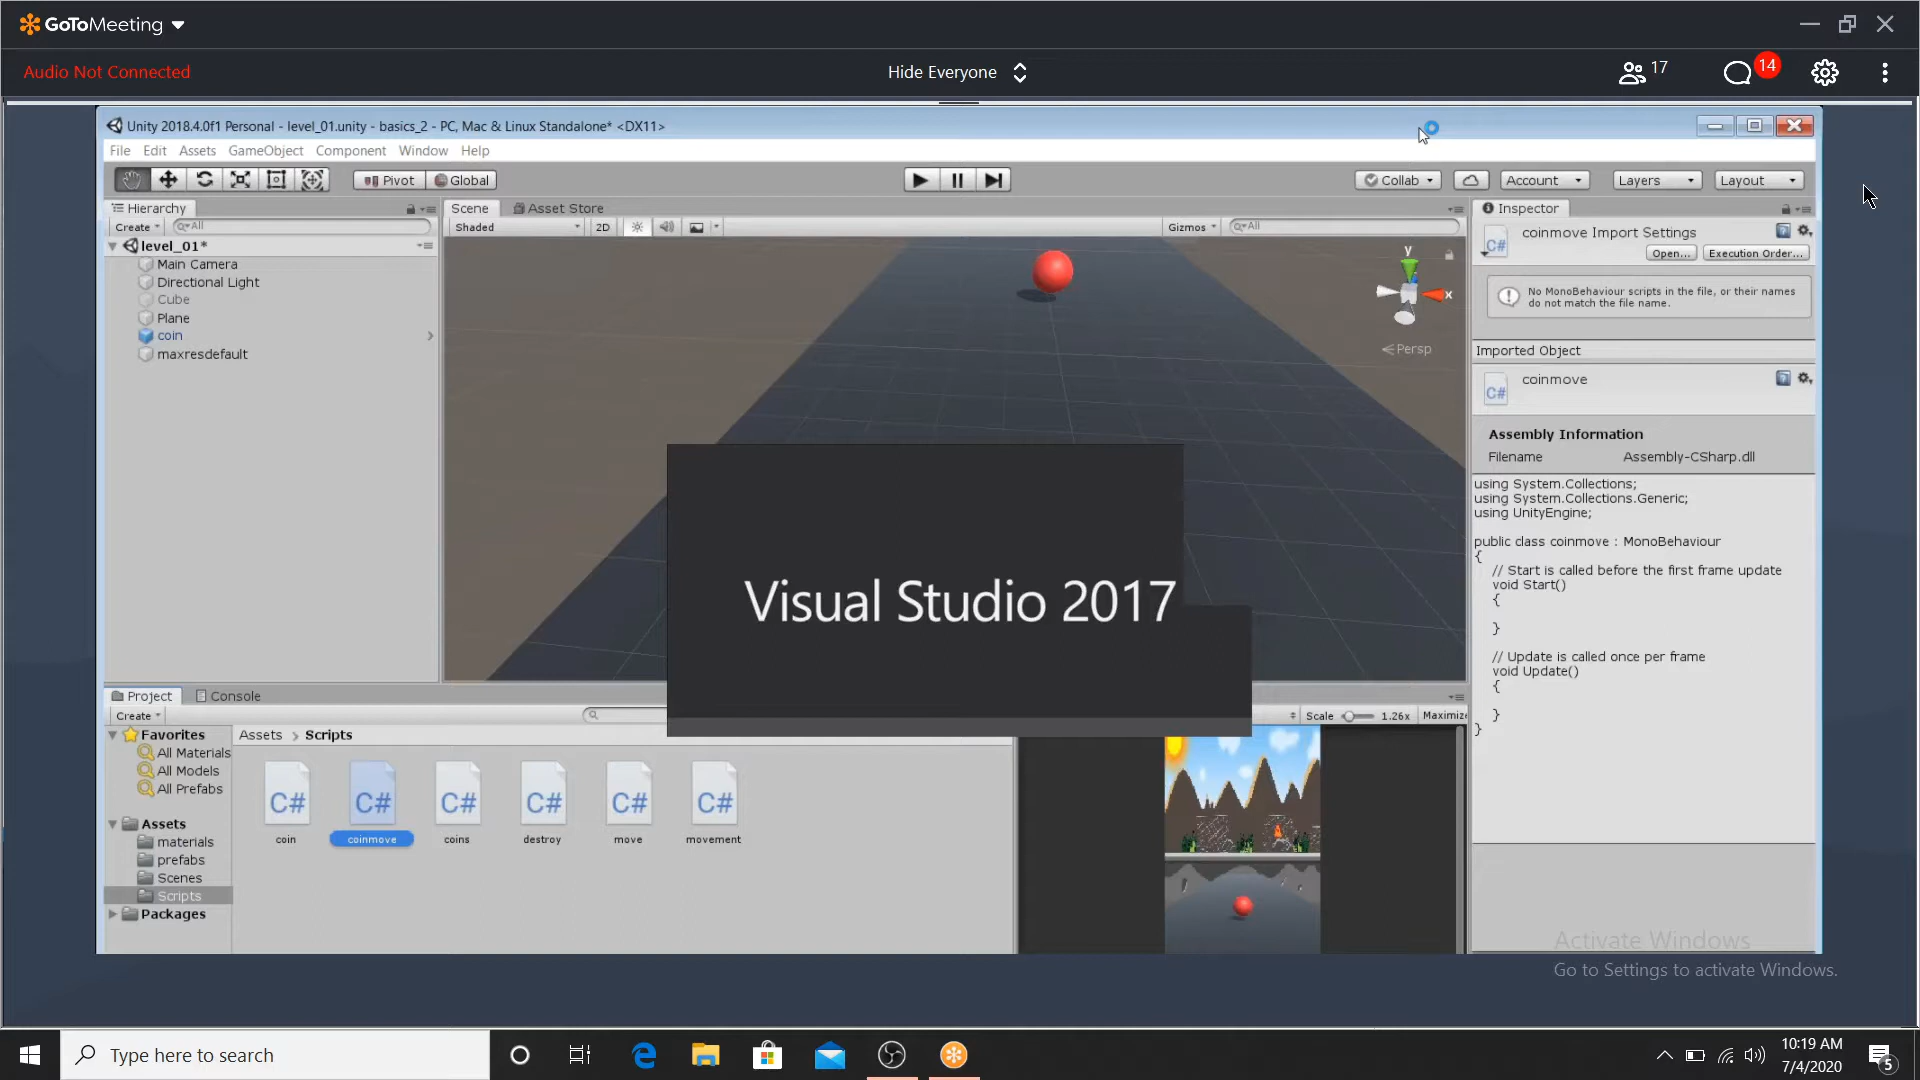 GoToMeeting
Audio Not Connected
Hide Everyone
17
14
Unity 2018.4.0f1 Personal - level_01.unity - basics_2 - PC, Mac & Linux Standalone* <DX11>
File Edit Assets GameObject Component Window Help
Pivot Global
Collab Account Layers Layout
Hierarchy
Create All
level_01*
Main Camera
Directional Light
Cube
Plane
coin
maxresdefault
Scene Asset Store
Shaded 2D Gizmos All
y
x
Persp
Visual Studio 2017
Inspector
coinmove Import Settings
Open... Execution Order...
No MonoBehaviour scripts in the file, or their names
do not match the file name.
Imported Object
coinmove
Assembly Information
Filename Assembly-CSharp.dll
using System.Collections;
using System.Collections.Generic;
using UnityEngine;
public class coinmove : MonoBehaviour
{
// Start is called before the first frame update
void Start()
{
}
// Update is called once per frame
void Update()
{
}
}
Project Console
Create
Favorites
All Materials
All Models
All Prefabs
Assets
materials
prefabs
Scenes
Scripts
Packages
Assets > Scripts
C# C# C# C# C# C#
coin coinmove coins destroy move movement
Scale 1.26x Maximiz
Activate Windows
Go to Settings to activate Windows.
Type here to search
10:19 AM
7/4/2020
5